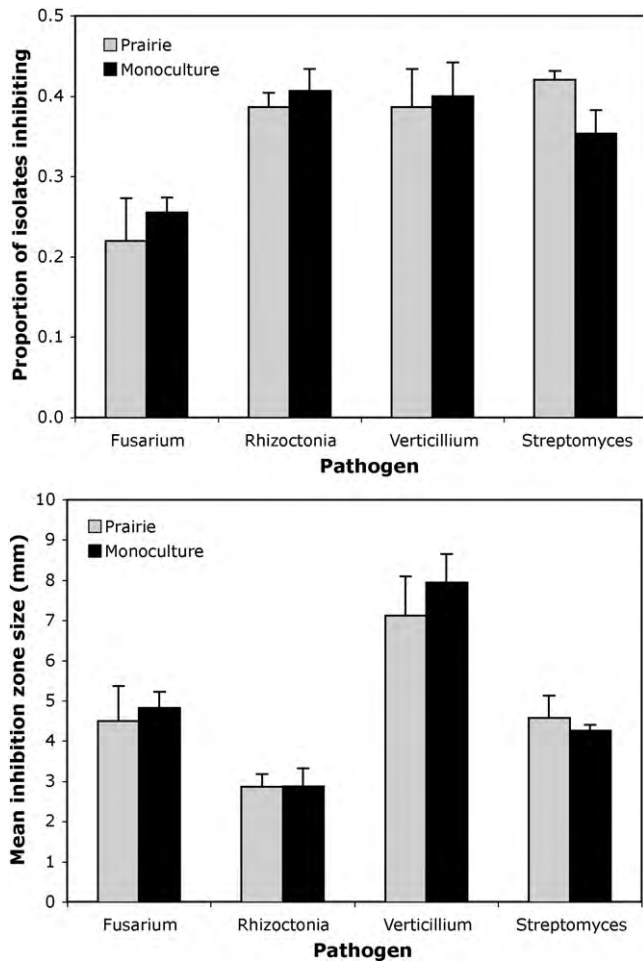 Proportion of isolates inhibiting
0.5
0.4
0.3
0.2
0.1
0.0
Prairie
Monoculture
Fusarium Rhizoctonia Verticillium Streptomyces
Pathogen
Mean inhibition zone size (mm)
10
9
8
7
6
5
4
3
2
1
0
Prairie
Monoculture
Fusarium Rhizoctonia Verticillium Streptomyces
Pathogen